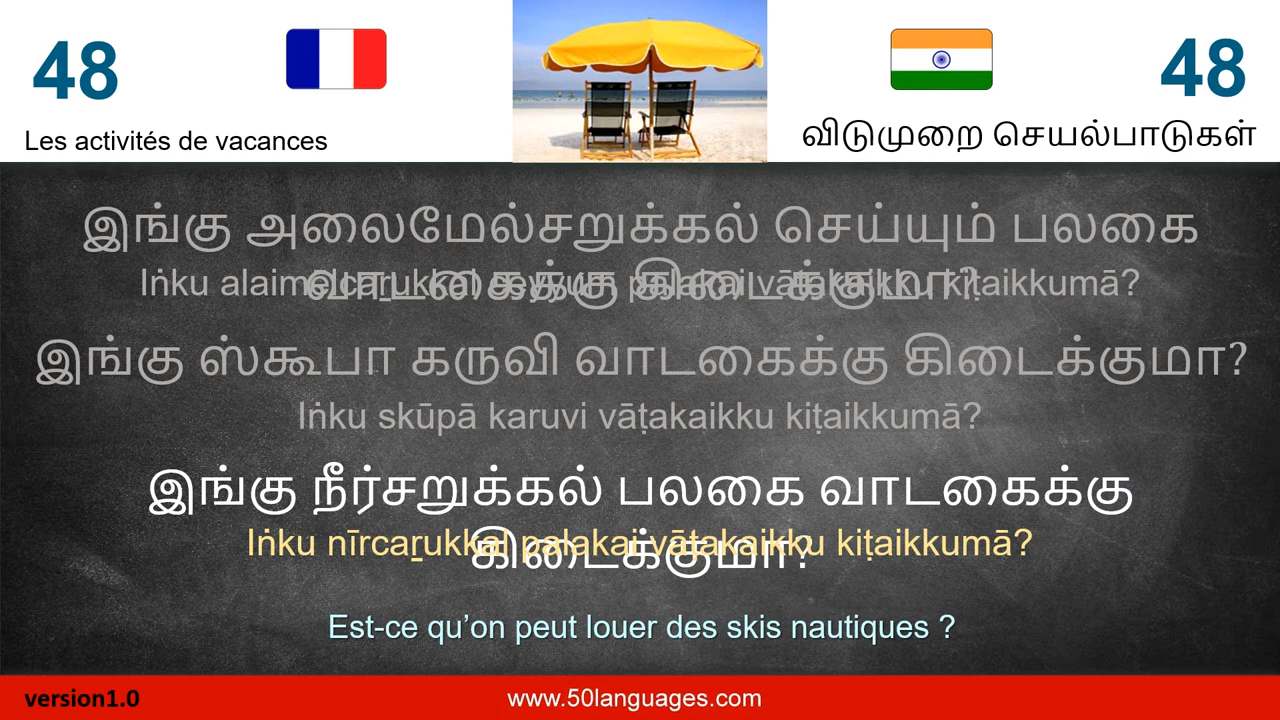 48
48
Les activités de vacances
விடுமுறை செயல்பாடுகள்
இங்கு அலைமேல்சறுக்கல் செய்யும் பலகை
வாடகைக்கு கிடைக்குமா?
Iṅku alaimēlcaṟukkal ceyyum palakai vāṭakaikku kiṭaikkumā?
இங்கு ஸ்கூபா கருவி வாடகைக்கு கிடைக்குமா?
Iṅku skūpā karuvi vāṭakaikku kiṭaikkumā?
இங்கு நீர்சறுக்கல் பலகை வாடகைக்கு
கிடைக்குமா?
Iṅku nīrcaṟukkal palakai vāṭakaikku kiṭaikkumā?
Est-ce qu’on peut louer des skis nautiques ?
version1.0
www.50languages.com